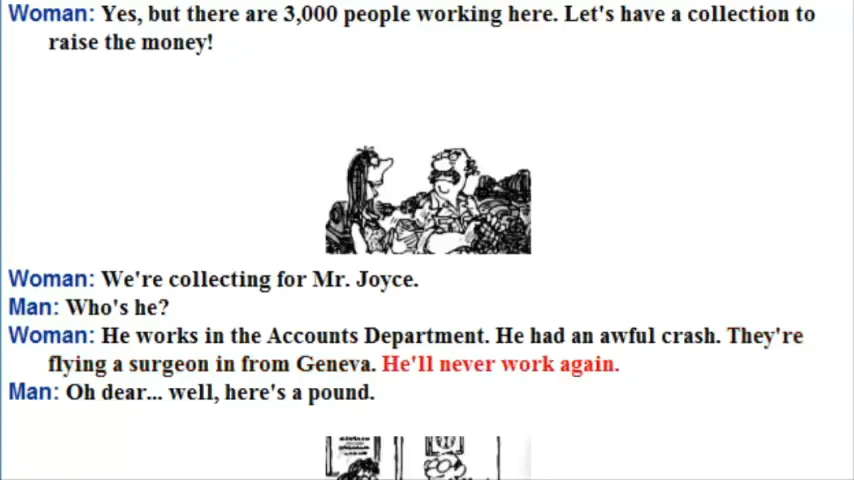 Woman: Yes, but there are 3,000 people working here. Let's have a collection to
raise the money!
Woman: We're collecting for Mr. Joyce.
Man: Who's he?
Woman: He works in the Accounts Department. He had an awful crash. They're
flying a surgeon in from Geneva. He'll never work again.
Man: Oh dear... well, here's a pound.